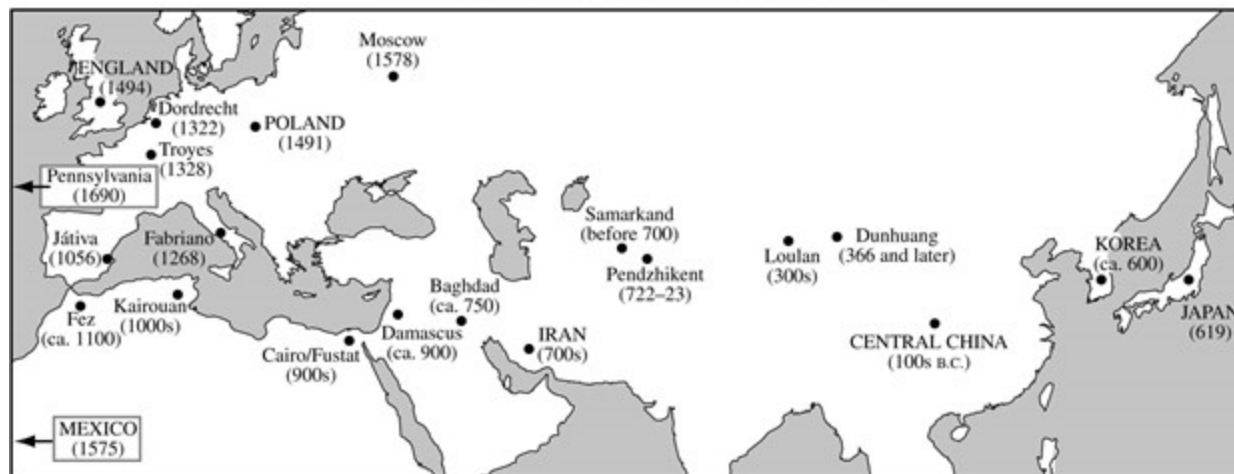 Moscow
(1578)
ENGLAND
(1494)
Dordrecht
(1322)
POLAND
(1491)
Troyes
(1328)
Pennsylvania
(1690)
Játiva
(1056)
Fabriano
(1268)
Samarkand
(before 700)
Pendzhikent
(722–23)
Loulan
(300s)
Dunhuang
(366 and later)
KOREA
(ca. 600)
JAPAN
(619)
Fez
(ca. 1100)
Kairouan
(1000s)
Baghdad
(ca. 750)
Damascus
(ca. 900)
Cairo/Fustat
(900s)
IRAN
(700s)
CENTRAL CHINA
(100s B.C.)
MEXICO
(1575)